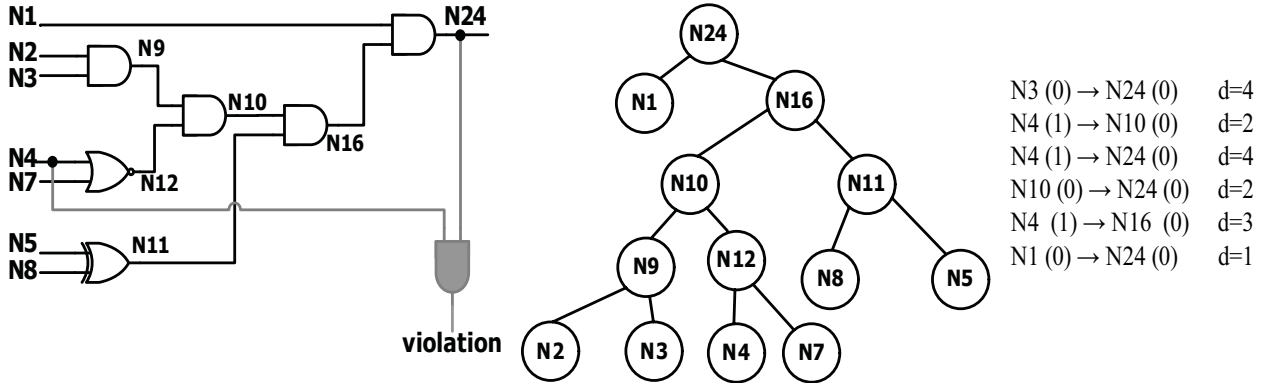 N1
N24
N2
N9
N3
N10
N16
N4
N7
N12
N5
N11
N8
violation
N24
N1
N16
N10
N11
N9
N12
N8
N5
N2
N3
N4
N7
N3 (0) → N24 (0) d=4
N4 (1) → N10 (0) d=2
N4 (1) → N24 (0) d=4
N10 (0) → N24 (0) d=2
N4 (1) → N16 (0) d=3
N1 (0) → N24 (0) d=1